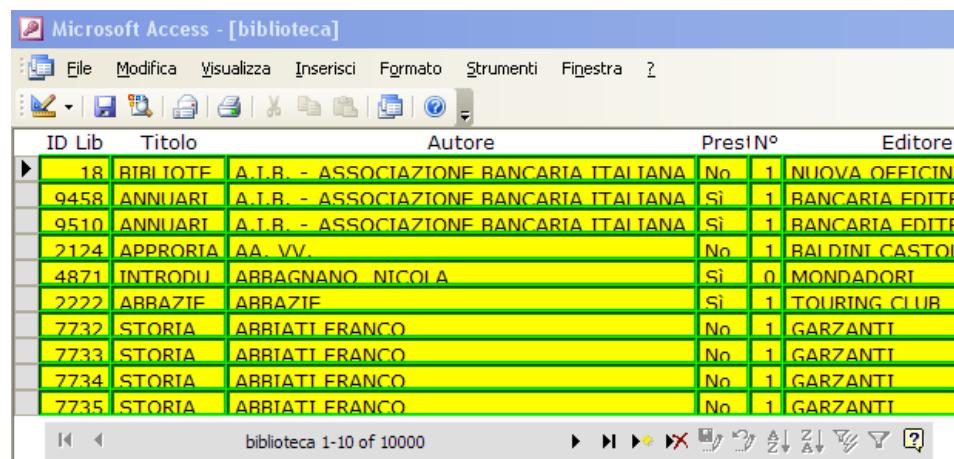 Microsoft Access - [biblioteca]
File Modifica Visualizza Inserisci Formato Strumenti Finestra ?
ID Lib Titolo Autore Prest N° Editore
18 BIBLIOTE A.I.B. - ASSOCIAZIONE BANCARIA ITALIANA No 1 NUOVA OFFICIN
9458 ANNUARI A.I.B. - ASSOCIAZIONE BANCARIA ITALIANA Sì 1 BANCARIA EDITR
9510 ANNUARI A.I.B. - ASSOCIAZIONE BANCARIA ITALIANA Sì 1 BANCARIA EDITR
2124 APPRORIA AA. VV. No 1 BALDINI CASTOL
4871 INTRODU ABBAGNANO NICOLA Sì 0 MONDADORI
2222 ABBAZIE ABBAZIE Sì 1 TOURING CLUB
7732 STORIA ABBIATI FRANCO No 1 GARZANTI
7733 STORIA ABBIATI FRANCO No 1 GARZANTI
7734 STORIA ABBIATI FRANCO No 1 GARZANTI
7735 STORIA ABBIATI FRANCO No 1 GARZANTI
biblioteca 1-10 of 10000